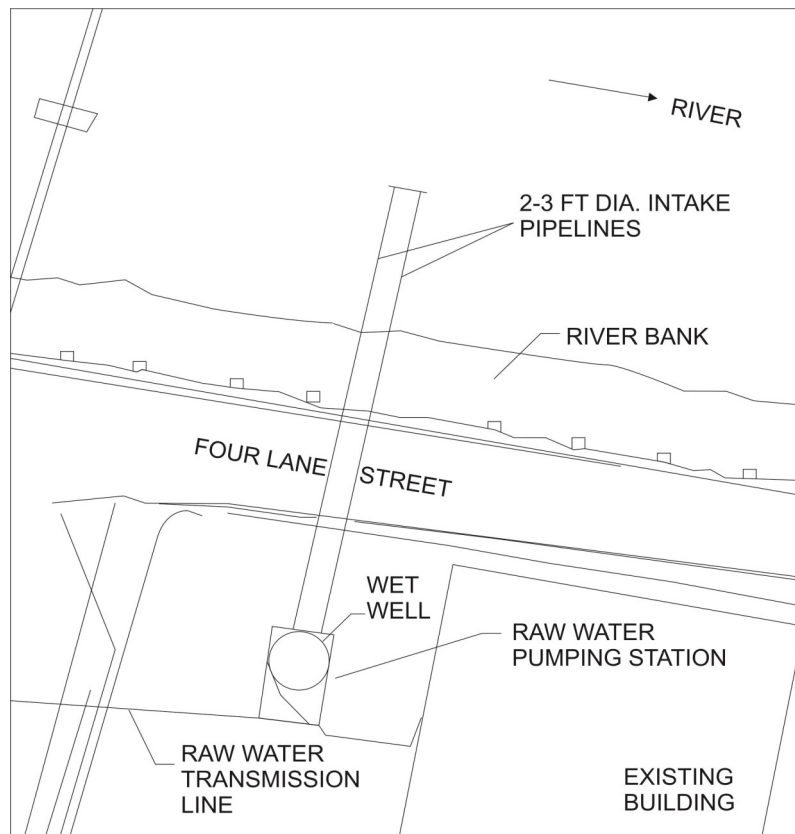 RIVER
2-3 FT DIA. INTAKE
PIPELINES
RIVER BANK
FOUR LANE STREET
WET
WELL
RAW WATER
PUMPING STATION
RAW WATER
TRANSMISSION
LINE
EXISTING
BUILDING